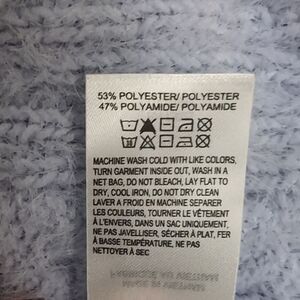 53% POLYESTER/ POLYESTER
47% POLYAMIDE/ POLYAMIDE
MACHINE WASH COLD WITH LIKE COLORS,
TURN GARMENT INSIDE OUT, WASH IN A
NET BAG, DO NOT BLEACH, LAY FLAT TO
DRY, COOL IRON, DO NOT DRY CLEAN
LAVER A FROID EN MACHINE SEPARER
LES COULEURS, TOURNER LE VÊTEMENT
À L'ENVERS, DANS UN SAC UNIQUEMENT,
NE PAS JAVELLISER, SÉCHER À PLAT, FER
À BASSE TEMPÉRATURE, NE PAS
NETTOYER À SEC